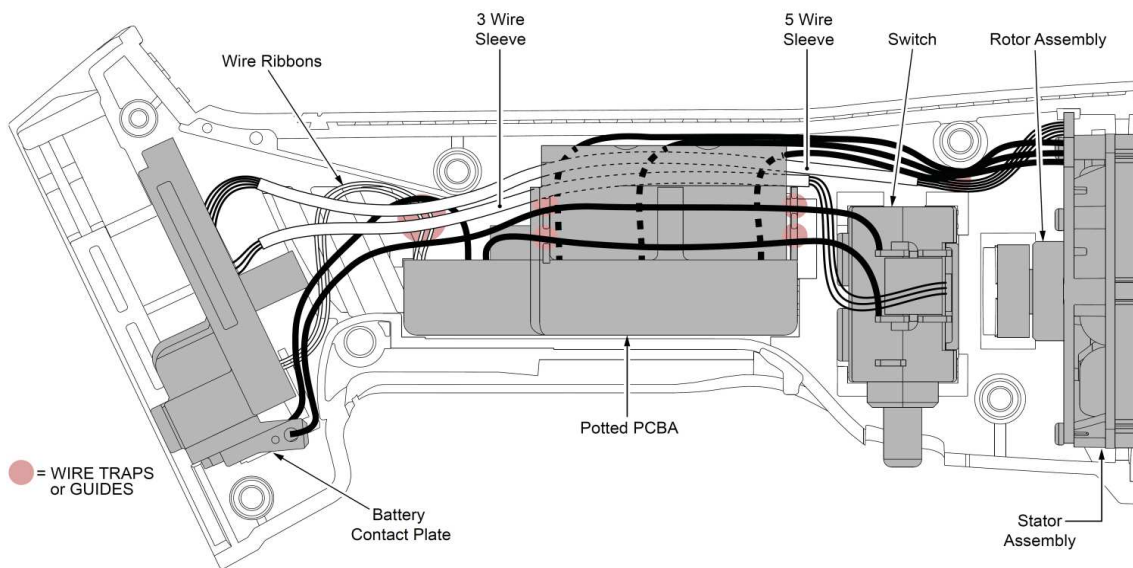 3 Wire
Sleeve
5 Wire
Sleeve
Switch
Rotor Assembly
Wire Ribbons
Potted PCBA
= WIRE TRAPS
or GUIDES
Battery
Contact Plate
Stator
Assembly